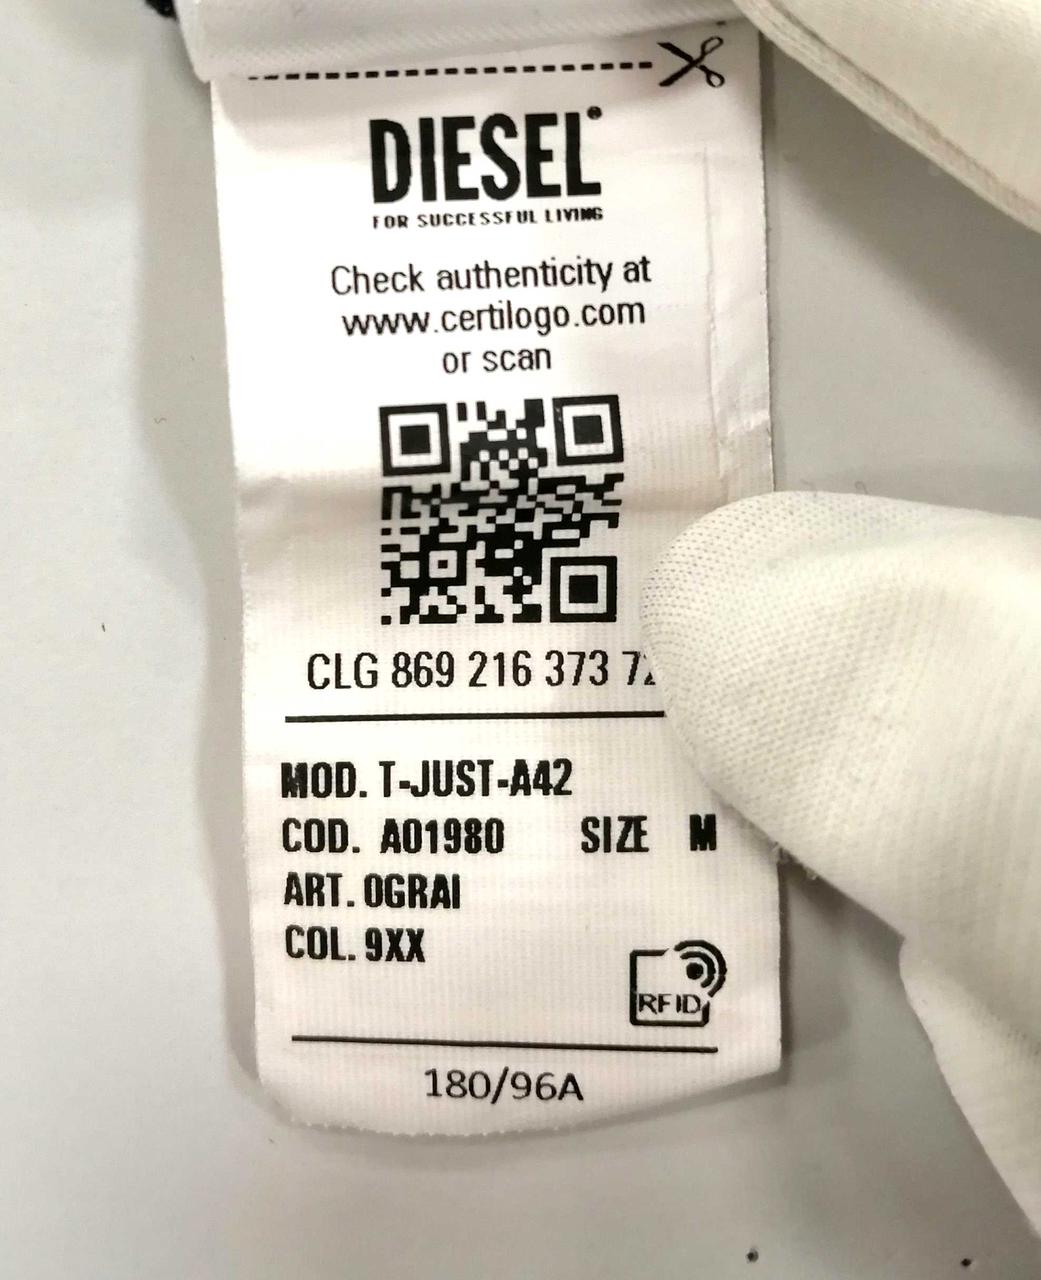 DIESEL
FOR SUCCESSFUL LIVING
Check authenticity at
www.certilogo.com
or scan
CLG 869 216 373
MOD. T-JUST-A42
COD. A01980 SIZE M
ART. 0GRAI
COL. 9XX
RFID
180/96A